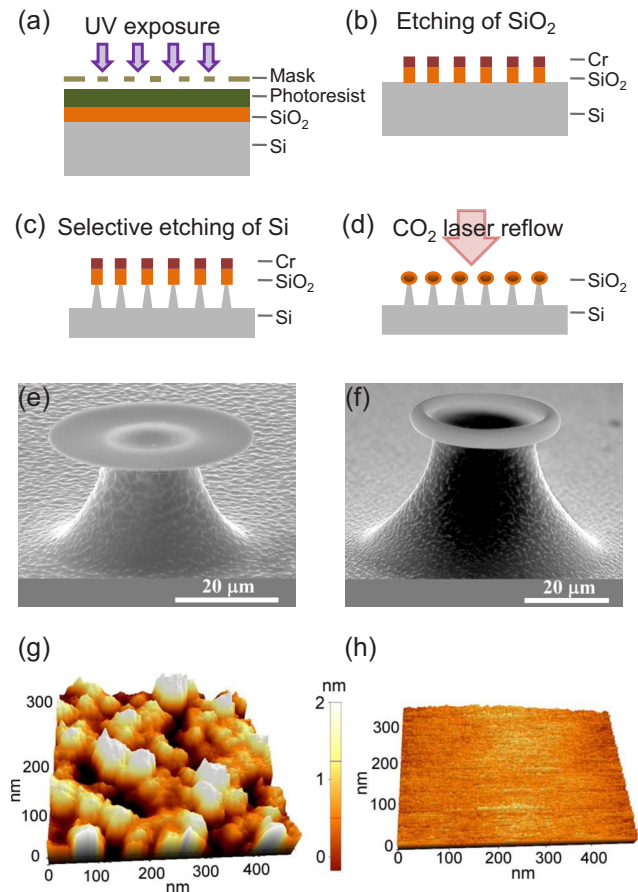 (a)
UV exposure
Mask
Photoresist
SiO2
Si
(b)
Etching of SiO2
Cr
SiO2
Si
(c)
Selective etching of Si
Cr
SiO2
Si
(d)
CO2 laser reflow
SiO2
Si
(e)
20 μm
(f)
20 μm
(g)
300
200
100
0
nm
0 100 200 300 400
nm
nm
2
1
0
(h)
300
200
100
0
nm
0 100 200 300 400
nm